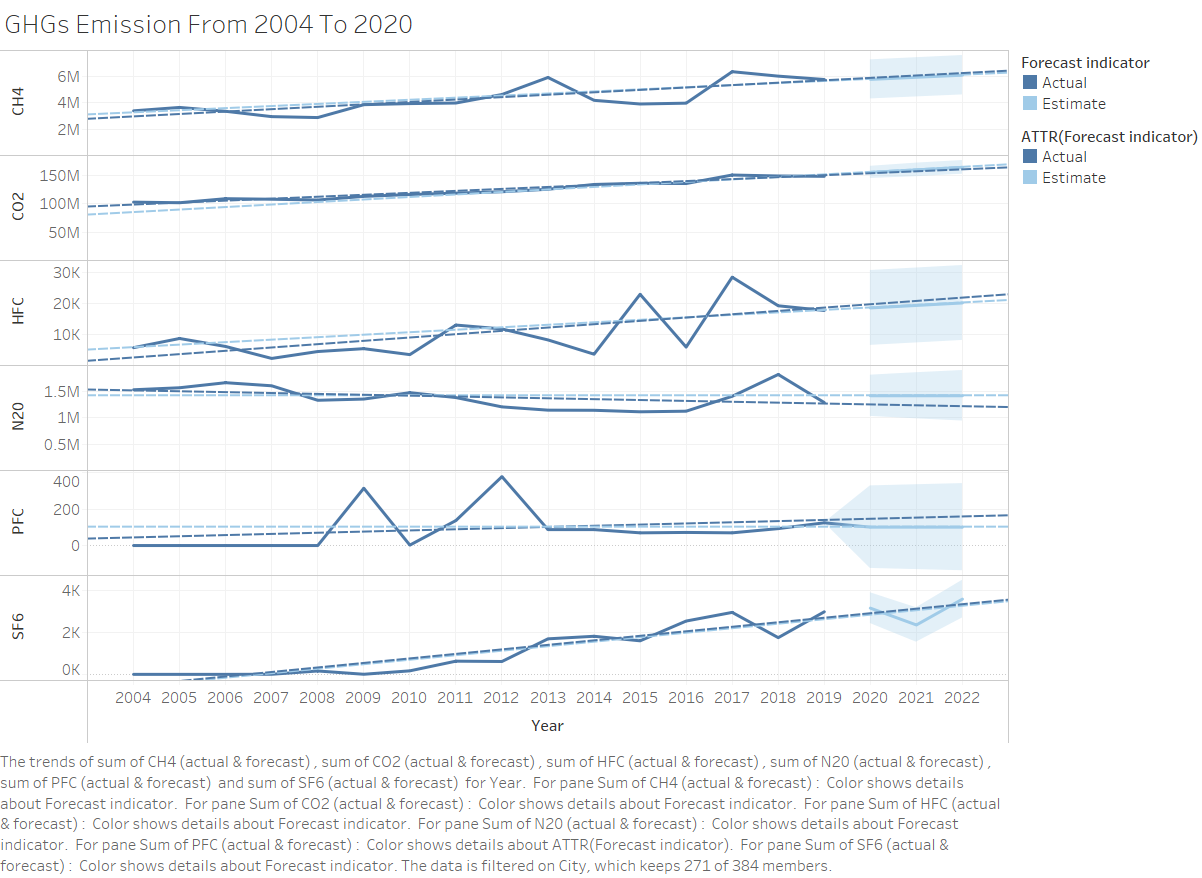 GHGs Emission From 2004 To 2020
Forecast indicator
Actual
Estimate
ATTR(Forecast indicator)
Actual
Estimate
CH4
6M
4M
2M
CO2
150M
100M
50M
HFC
30K
20K
10K
N20
1.5M
1M
0.5M
PFC
400
200
0
SF6
4K
2K
0K
2004 2005 2006 2007 2008 2009 2010 2011 2012 2013 2014 2015 2016 2017 2018 2019 2020 2021 2022
Year
The trends of sum of CH4 (actual & forecast) , sum of CO2 (actual & forecast) , sum of HFC (actual & forecast) , sum of N20 (actual & forecast) ,
sum of PFC (actual & forecast)  and sum of SF6 (actual & forecast)  for Year.  For pane Sum of CH4 (actual & forecast) :  Color shows details
about Forecast indicator.  For pane Sum of CO2 (actual & forecast) :  Color shows details about Forecast indicator.  For pane Sum of HFC (actual
& forecast) :  Color shows details about Forecast indicator.  For pane Sum of N20 (actual & forecast) :  Color shows details about Forecast
indicator.  For pane Sum of PFC (actual & forecast) :  Color shows details about ATTR(Forecast indicator).  For pane Sum of SF6 (actual &
forecast) :  Color shows details about Forecast indicator. The data is filtered on City, which keeps 271 of 384 members.